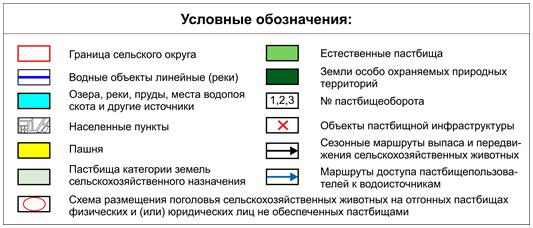 Условные обозначения:
Граница сельского округа
Водные объекты линейные (реки)
Озера, реки, пруды, места водопоя
скота и другие источники
Населенные пункты
Пашня
Пастбища категории земель
сельскохозяйственного назначения
Естественные пастбища
Земли особо охраняемых природных
территорий
1,2,3
№ пастбищеоборота
Объекты пастбищной инфраструктуры
Сезонные маршруты выпаса и передви-
жения сельскохозяйственных животных
Маршруты доступа пастбищепользова-
телей к водоисточникам
Схема размещения поголовья сельскохозяйственных животных на отгонных пастбищах
физических и (или) юридических лиц не обеспеченных пастбищами